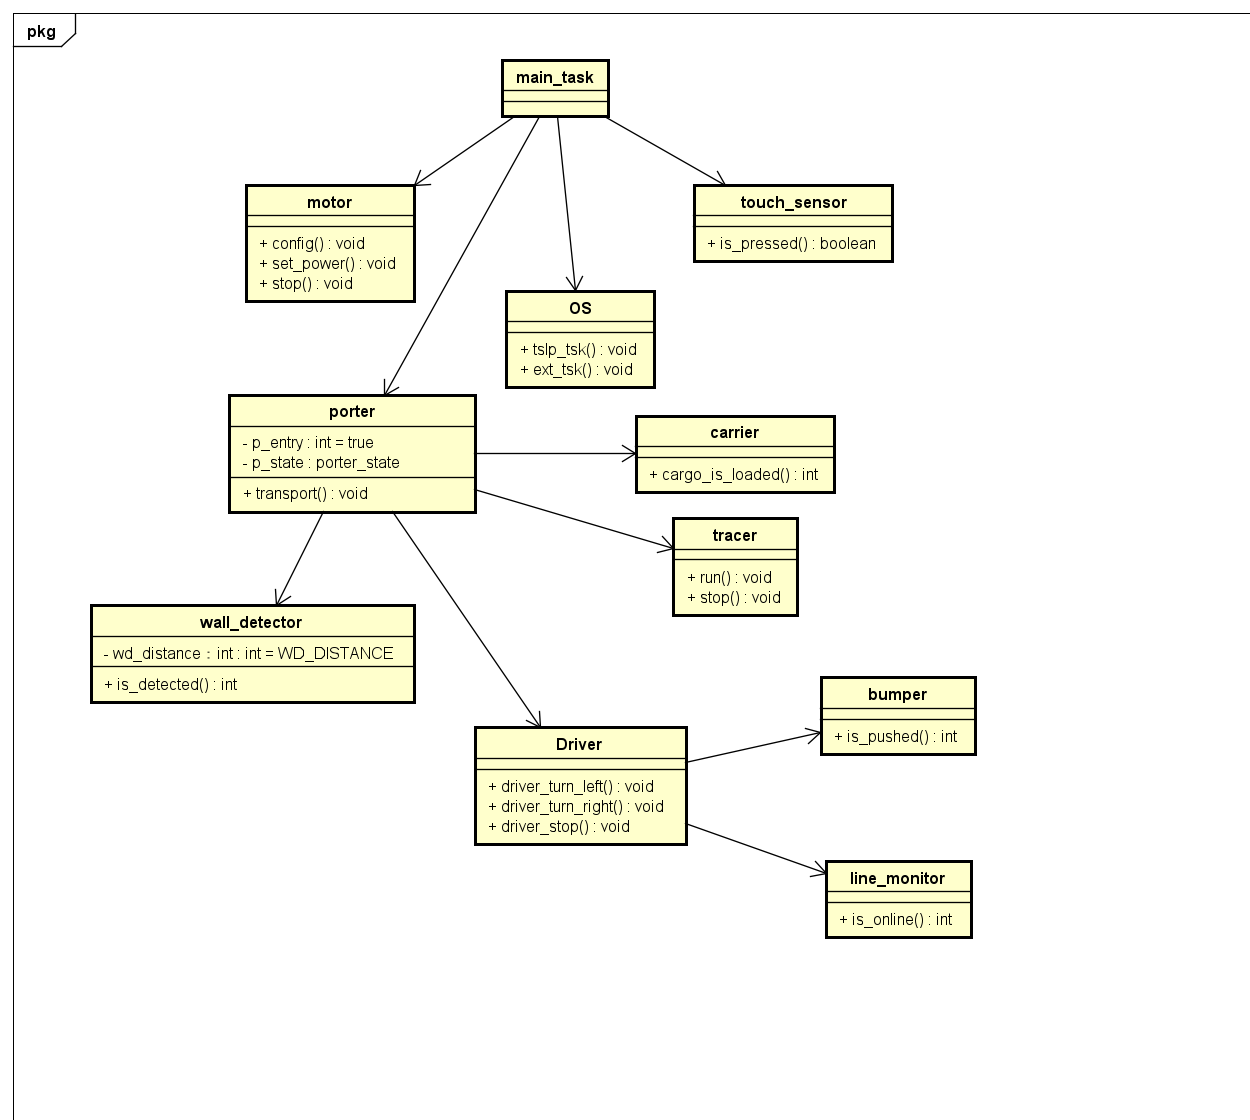 pkg
main_task
motor
+ config() : void
+ set_power() : void
+ stop() : void
touch_sensor
+ is_pressed() : boolean
OS
+ tslp_tsk() : void
+ ext_tsk() : void
porter
- p_entry : int = true
- p_state : porter_state
+ transport() : void
carrier
+ cargo_is_loaded() : int
tracer
+ run() : void
+ stop() : void
wall_detector
- wd_distance：int : int = WD_DISTANCE
+ is_detected() : int
bumper
+ is_pushed() : int
Driver
+ driver_turn_left() : void
+ driver_turn_right() : void
+ driver_stop() : void
line_monitor
+ is_online() : int